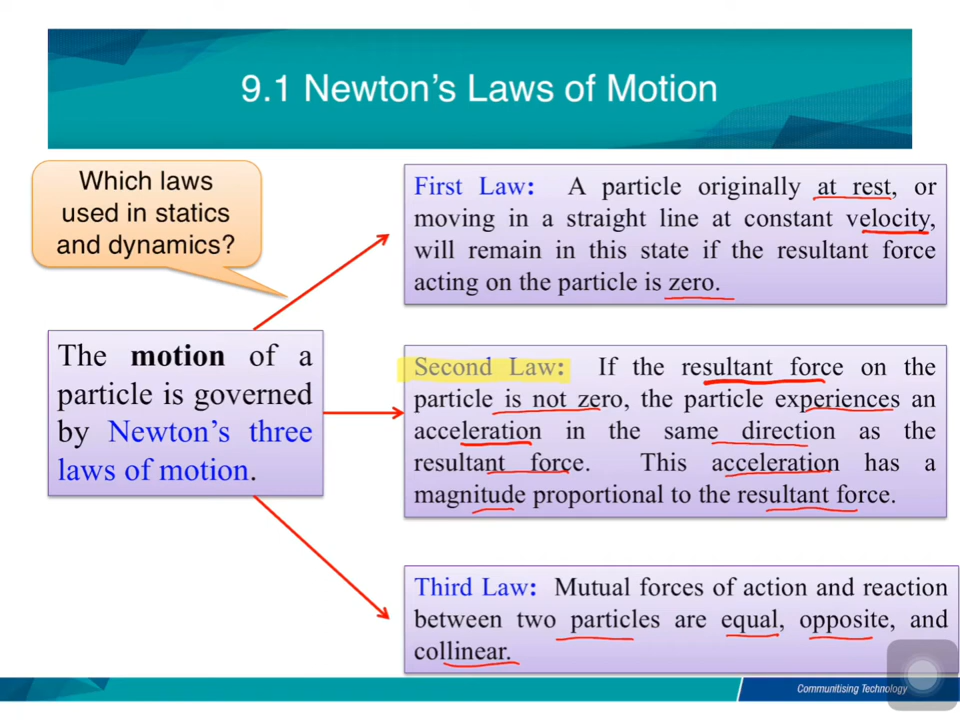 9.1 Newton’s Laws of Motion
Which laws
used in statics
and dynamics?
The motion of a
particle is governed
by Newton’s three
laws of motion.
First Law: A particle originally at rest, or
moving in a straight line at constant velocity,
will remain in this state if the resultant force
acting on the particle is zero.
Second Law: If the resultant force on the
particle is not zero, the particle experiences an
acceleration in the same direction as the
resultant force. This acceleration has a
magnitude proportional to the resultant force.
Third Law: Mutual forces of action and reaction
between two particles are equal, opposite, and
collinear.
Communitising Technology